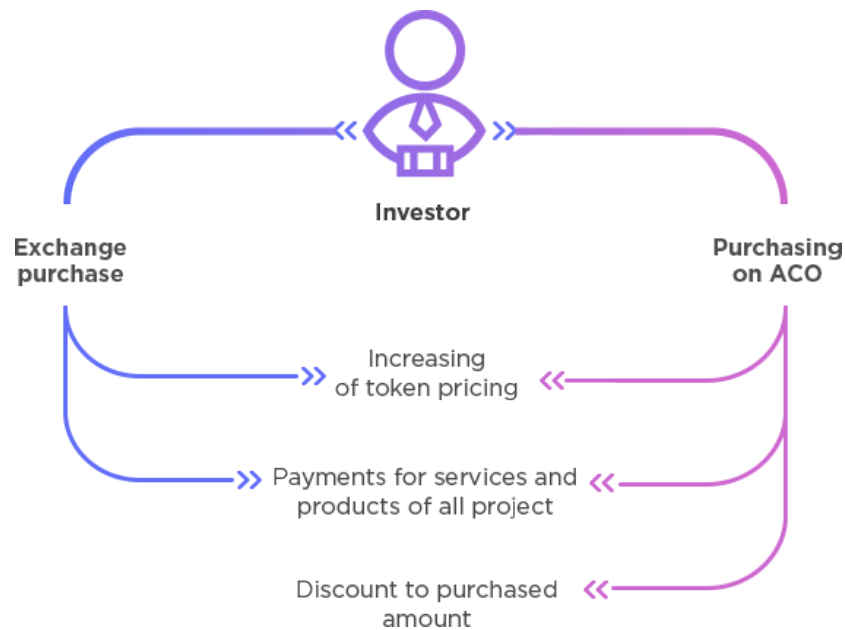 Investor
Exchange
purchase
Purchasing
on ACO
Increasing
of token pricing
Payments for services and
products of all project
Discount to purchased
amount